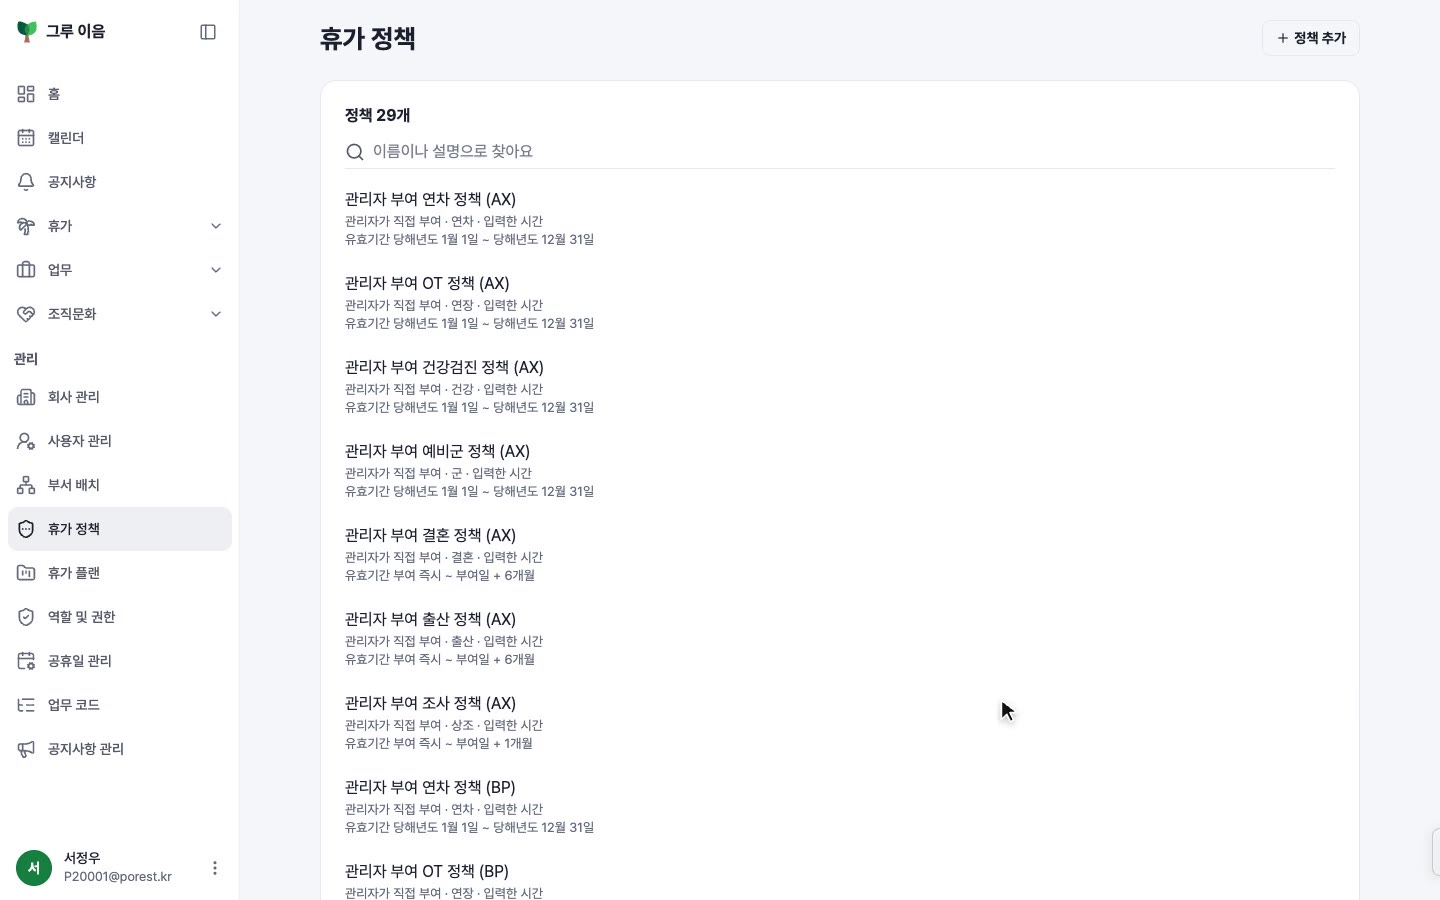 그루 이음
홈
캘린더
공지사항
휴가
업무
조직문화
관리
회사 관리
사용자 관리
부서 배치
휴가 정책
휴가 플랜
역할 및 권한
공휴일 관리
업무 코드
공지사항 관리
서
서정우
P20001@porest.kr
휴가 정책
+ 정책 추가
정책 29개
이름이나 설명으로 찾아요
관리자 부여 연차 정책 (AX)
관리자가 직접 부여 · 연차 · 입력한 시간
유효기간 당해년도 1월 1일 ~ 당해년도 12월 31일
관리자 부여 OT 정책 (AX)
관리자가 직접 부여 · 연장 · 입력한 시간
유효기간 당해년도 1월 1일 ~ 당해년도 12월 31일
관리자 부여 건강검진 정책 (AX)
관리자가 직접 부여 · 건강 · 입력한 시간
유효기간 당해년도 1월 1일 ~ 당해년도 12월 31일
관리자 부여 예비군 정책 (AX)
관리자가 직접 부여 · 군 · 입력한 시간
유효기간 당해년도 1월 1일 ~ 당해년도 12월 31일
관리자 부여 결혼 정책 (AX)
관리자가 직접 부여 · 결혼 · 입력한 시간
유효기간 부여 즉시 ~ 부여일 + 6개월
관리자 부여 출산 정책 (AX)
관리자가 직접 부여 · 출산 · 입력한 시간
유효기간 부여 즉시 ~ 부여일 + 6개월
관리자 부여 조사 정책 (AX)
관리자가 직접 부여 · 상조 · 입력한 시간
유효기간 부여 즉시 ~ 부여일 + 1개월
관리자 부여 연차 정책 (BP)
관리자가 직접 부여 · 연차 · 입력한 시간
유효기간 당해년도 1월 1일 ~ 당해년도 12월 31일
관리자 부여 OT 정책 (BP)
관리자가 직접 부여 · 연장 · 입력한 시간